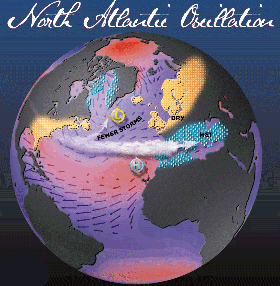 North Atlantic Oscillation
L
FEWER STORMS
DRY
WET
H